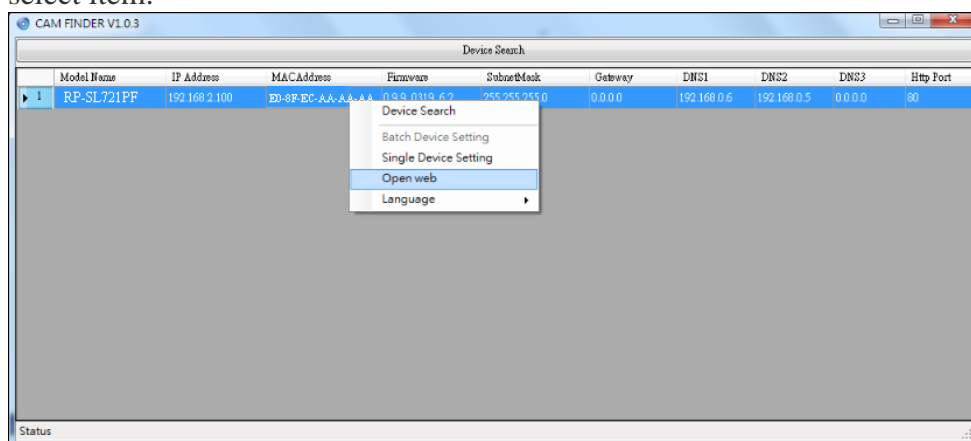 select item.
CAM FINDER V1.0.3
Device Search
Model Name IP Address MACAddress Firmware SubnetMask Gateway DNS1 DNS2 DNS3 Http Port
1 RP-SL721PF 192.168.2.100 E0-8F-EC-AA-AA-AA 0.9.9_0319_6.2 255.255.255.0 0.0.0.0 192.168.0.6 192.168.0.5 0.0.0.0 80
Device Search
Batch Device Setting
Single Device Setting
Open web
Language
Status